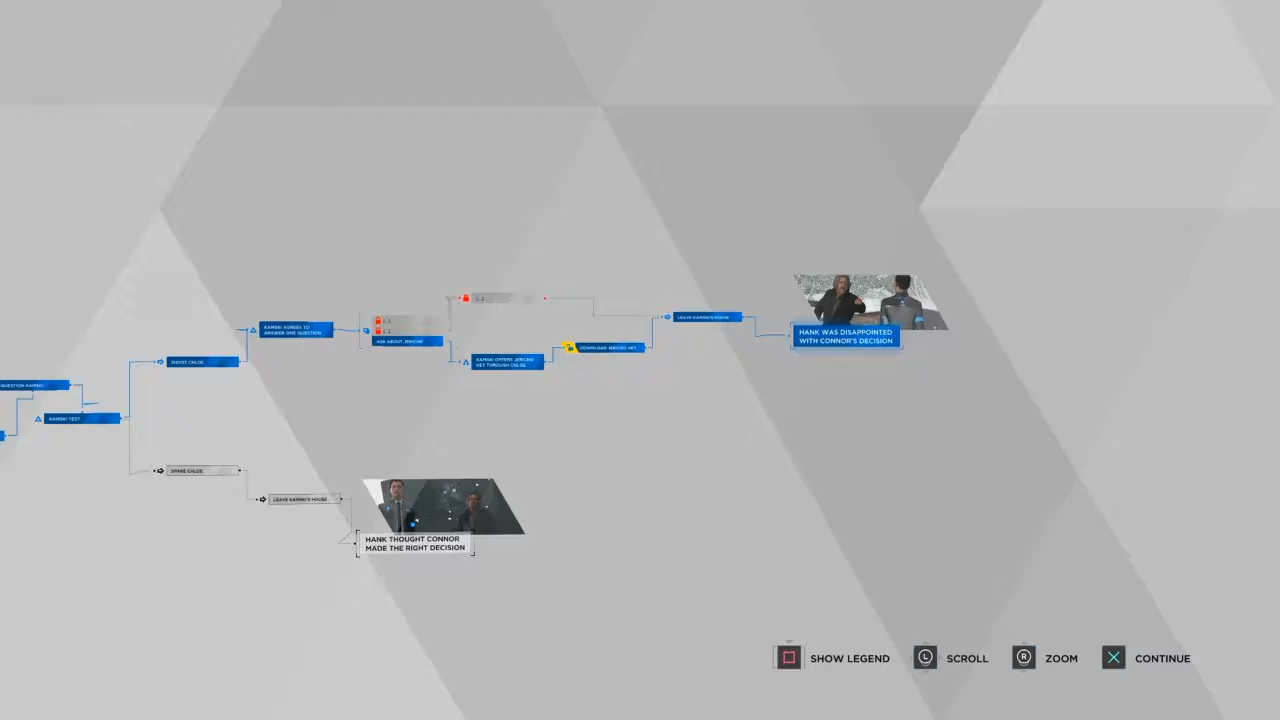 (...)
KAMSKI AGREES TO
ANSWER ONE QUESTION
(...)
(...)
ASK ABOUT JERICHO
LEAVE KAMSKI'S HOUSE
HANK WAS DISAPPOINTED
WITH CONNOR'S DECISION
DOWNLOAD JERICHO KEY
KAMSKI OFFERS JERICHO
KEY THROUGH CHLOE
SHOOT CHLOE
QUESTION KAMSKI
KAMSKI TEST
SPARE CHLOE
LEAVE KAMSKI'S HOUSE
HANK THOUGHT CONNOR
MADE THE RIGHT DECISION
SHOW LEGEND
L
SCROLL
R
ZOOM
CONTINUE